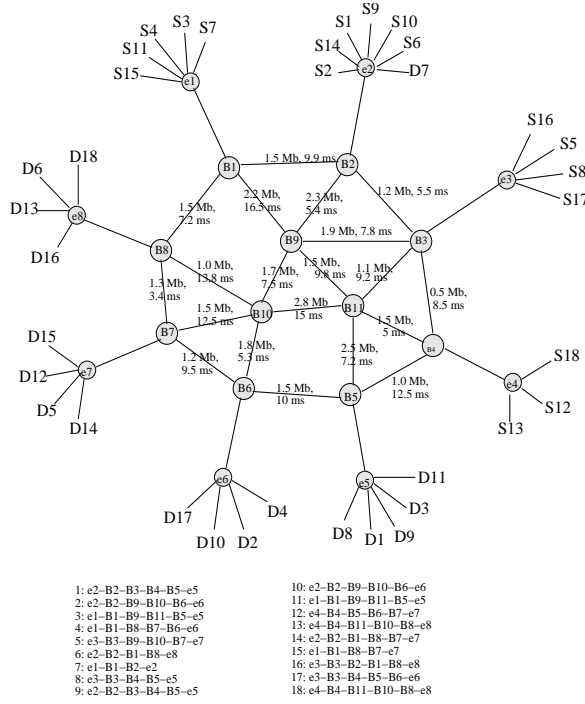 S3
S9
S4
S7
S1
S10
S11
S14
S6
S15
e1
S2
e2
D7
S16
S5
D18
1.5 Mb, 9.9 ms
B2
e3
S8
D6
B1
S17
2.2 Mb,
16.5 ms
2.3 Mb,
5.4 ms
1.2 Mb, 5.5 ms
D13
e8
1.5 Mb,
7.2 ms
1.9 Mb, 7.8 ms
B9
B3
D16
B8
1.0 Mb,
13.8 ms
1.7 Mb,
7.5 ms
1.5 Mb,
9.8 ms
1.1 Mb,
9.2 ms
1.3 Mb,
3.4 ms
0.5 Mb,
8.5 ms
2.8 Mb
15 ms
B10
B11
1.5 Mb,
12.5 ms
1.5 Mb,
5 ms
D15
B7
B4
1.8 Mb,
5.3 ms
2.5 Mb,
7.2 ms
S18
D12
e7
1.2 Mb,
9.5 ms
1.0 Mb,
12.5 ms
e4
B6
1.5 Mb,
10 ms
B5
S12
D5
D14
S13
e6
e5
D11
D17
D4
D3
D10
D2
D8
D1
D9
1: e2–B2–B3–B4–B5–e5
2: e2–B2–B9–B10–B6–e6
3: e1–B1–B9–B11–B5–e5
4: e1–B1–B8–B7–B6–e6
5: e3–B3–B9–B10–B7–e7
6: e2–B2–B1–B8–e8
7: e1–B1–B2–e2
8: e3–B3–B4–B5–e5
9: e2–B2–B3–B4–B5–e5
10: e2–B2–B9–B10–B6–e6
11: e1–B1–B9–B11–B5–e5
12: e4–B4–B5–B6–B7–e7
13: e4–B4–B11–B10–B8–e8
14: e2–B2–B1–B8–B7–e7
15: e1–B1–B8–B7–e7
16: e3–B3–B2–B1–B8–e8
17: e3–B3–B4–B5–B6–e6
18: e4–B4–B11–B10–B8–e8